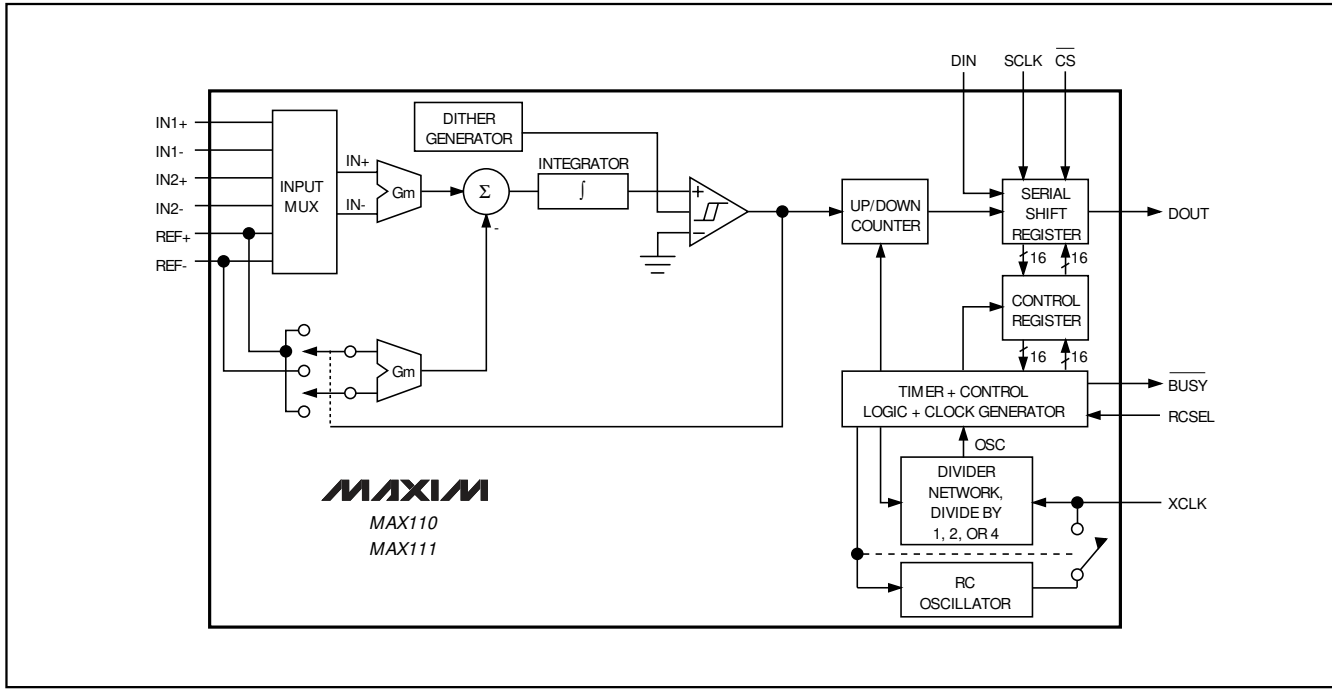 DIN
SCLK
CS
IN1+
IN1-
IN2+
IN2-
REF+
REF-
INPUT
MUX
IN+
IN-
Gm
DITHER
GENERATOR
Σ
-
INTEGRATOR
∫
+
−
UP/DOWN
COUNTER
SERIAL
SHIFT
REGISTER
DOUT
16
16
CONTROL
REGISTER
16
16
Gm
TIMER + CONTROL
LOGIC + CLOCK GENERATOR
BUSY
RCSEL
OSC
DIVIDER
NETWORK,
DIVIDE BY
1, 2, OR 4
XCLK
RC
OSCILLATOR
MAXIM
MAX110
MAX111